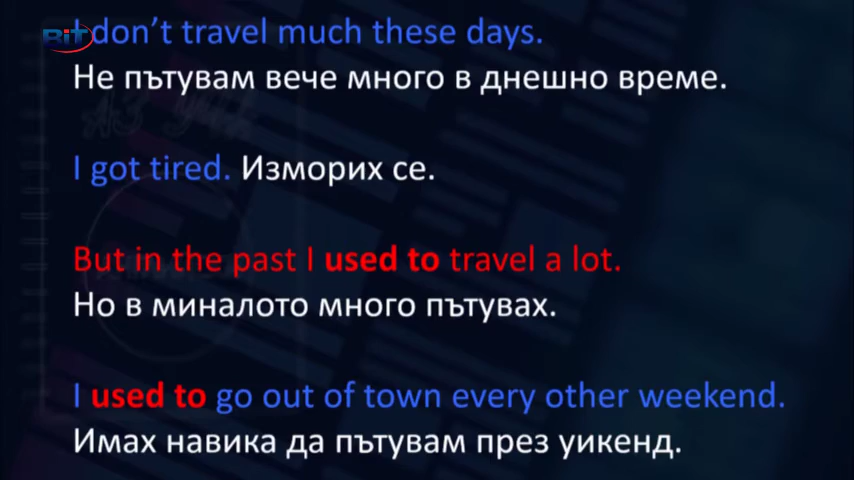 BiT
I don't travel much these days.
Не пътувам вече много в днешно време.
I got tired. Изморих се.
But in the past I used to travel a lot.
Но в миналото много пътувах.
I used to go out of town every other weekend.
Имах навика да пътувам през уикенд.